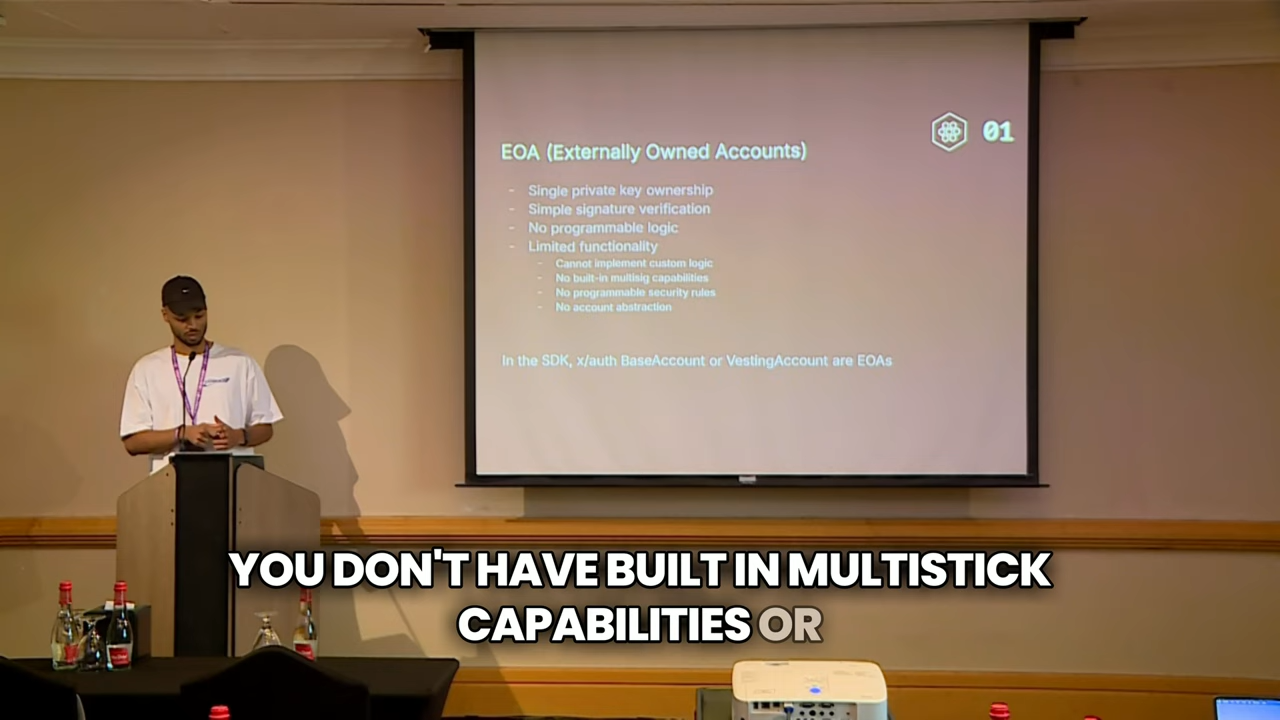 01
EOA (Externally Owned Accounts)
- Single private key ownership
- Simple signature verification
- No programmable logic
- Limited functionality
- Cannot implement custom logic
- No built-in multisig capabilities
- No programmable security rules
- No account abstraction
In the SDK, x/auth BaseAccount or VestingAccount are EOAs
YOU DON'T HAVE BUILT IN MULTISTICK
CAPABILITIES OR